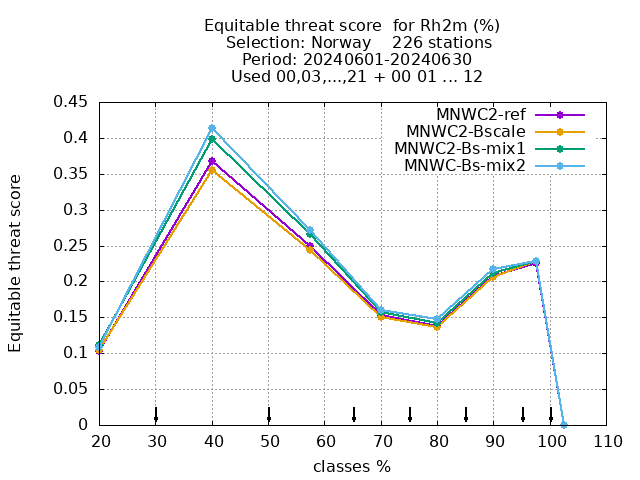 Equitable threat score  for Rh2m (%)
Selection: Norway    226 stations
Period: 20240601-20240630
Used 00,03,...,21 + 00 01 ... 12
MNWC2-ref
MNWC2-Bscale
MNWC2-Bs-mix1
MNWC-Bs-mix2
Equitable threat score
0.45
0.4
0.35
0.3
0.25
0.2
0.15
0.1
0.05
0
20 30 40 50 60 70 80 90 100 110
classes %